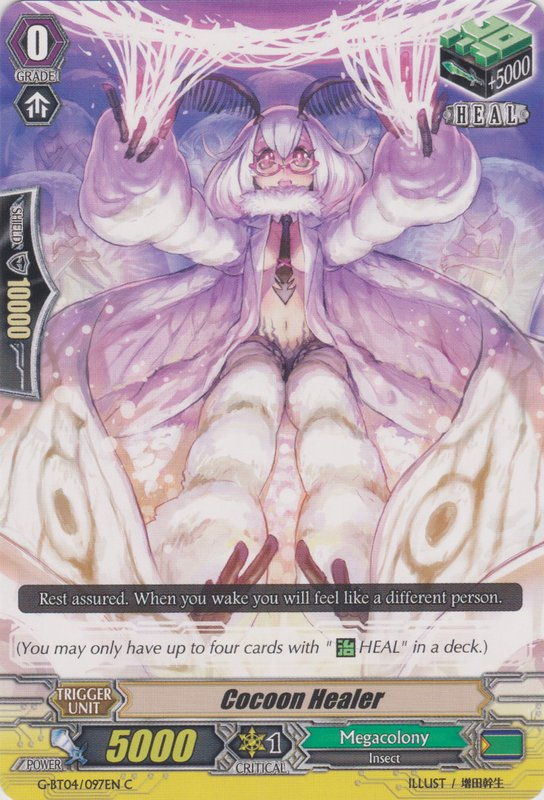 0
GRADE
+5000
HEAL
SHIELD
10000
Rest assured. When you wake you will feel like a different person.
(You may only have up to four cards with "治 HEAL" in a deck.)
TRIGGER
UNIT
Cocoon Healer
POWER
5000
1
CRITICAL
Megacolony
Insect
G-BT04/097EN C
ILLUST / 増田幹生